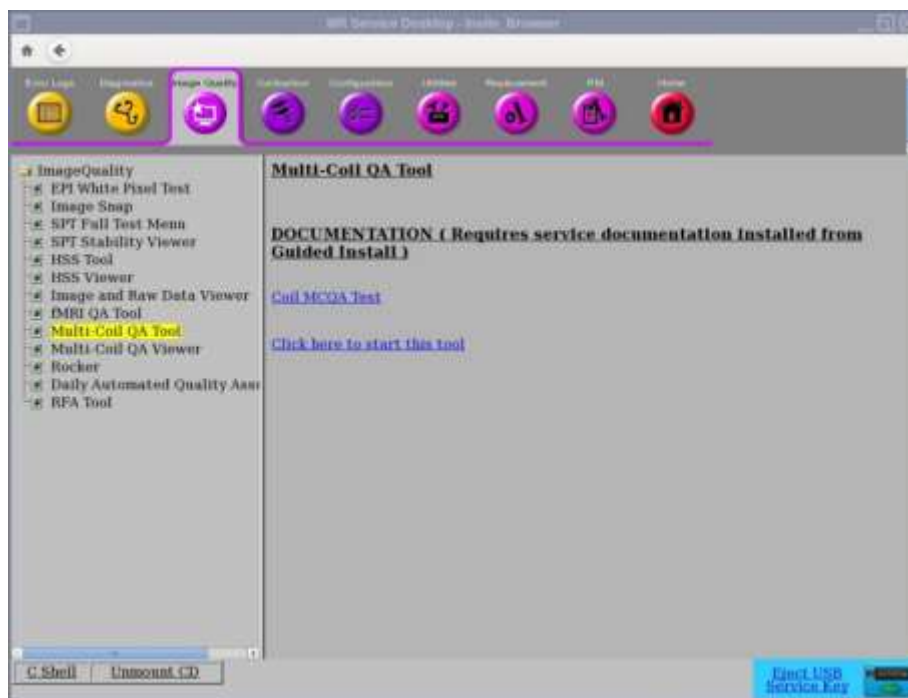 MR Service Desktop - Insite Browser
Error Logs Diagnostics Image Quality Calibration Configuration Utilities Replacement PM Home
ImageQuality
EPI White Pixel Test
Image Snap
SPT Full Test Menu
SPT Stability Viewer
HSS Tool
HSS Viewer
Image and Raw Data Viewer
fMRI QA Tool
Multi-Coil QA Tool
Multi-Coil QA Viewer
Rocker
Daily Automated Quality Assu
RFA Tool
Multi-Coil QA Tool
DOCUMENTATION ( Requires service documentation installed from
Guided Install )
Coil MCQA Test
Click here to start this tool
C Shell Unmount CD
Eject USB
Service Key